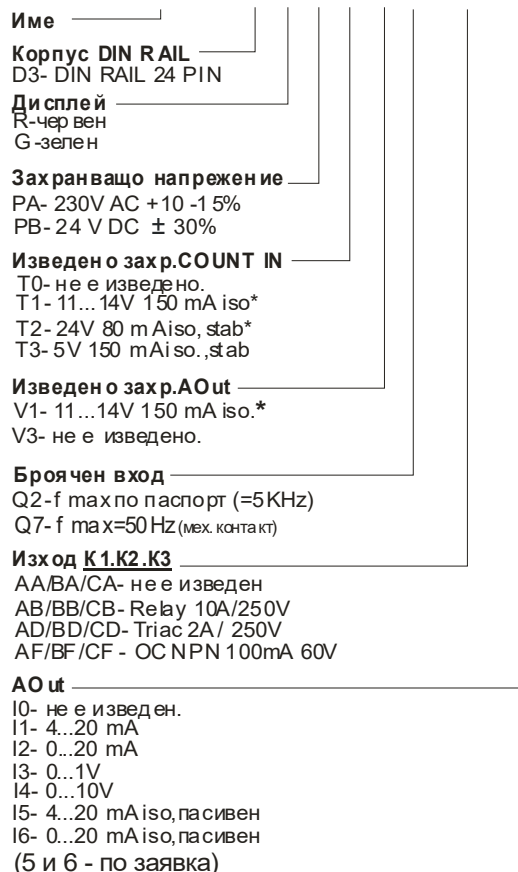 Име
Корпус DIN RAIL
D3- DIN RAIL 24 PIN
Дисплей
R-червен
G-зелен
Захранващо напрежение
PA- 230V AC +10 -15%
PB- 24 V DC ± 30%
Изведено захр.COUNT IN
T0- не е изведено.
T1- 11...14V 150 mA iso*
T2- 24V 80 mA iso, stab*
T3- 5V 150 mA iso.,stab
Изведено захр.AOut
V1- 11...14V 150 mA iso.*
V3- не е изведено.
Броячен вход
Q2- f max по паспорт (=5KHz)
Q7- f max=50 Hz (мех. контакт)
Изход K1.K2.K3
AA/BA/CA- не е изведен
AB/BB/CB- Relay 10A/250V
AD/BD/CD- Triac 2A / 250V
AF/BF/CF - OC NPN 100mA 60V
AOut
I0- не е изведен.
I1- 4...20 mA
I2- 0...20 mA
I3- 0...1V
I4- 0...10V
I5- 4...20 mA iso, пасивен
I6- 0...20 mA iso, пасивен
(5 и 6 - по заявка)